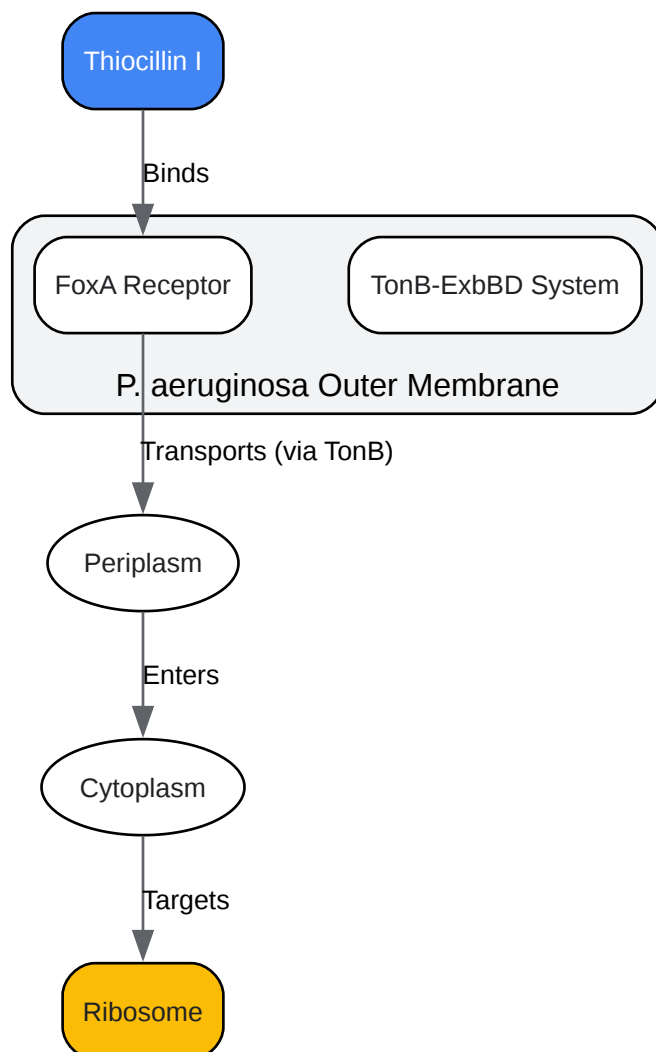 Thiocillin I
Binds
FoxA Receptor
TonB-ExbBD System
P. aeruginosa Outer Membrane
Transports (via TonB)
Periplasm
Enters
Cytoplasm
Targets
Ribosome